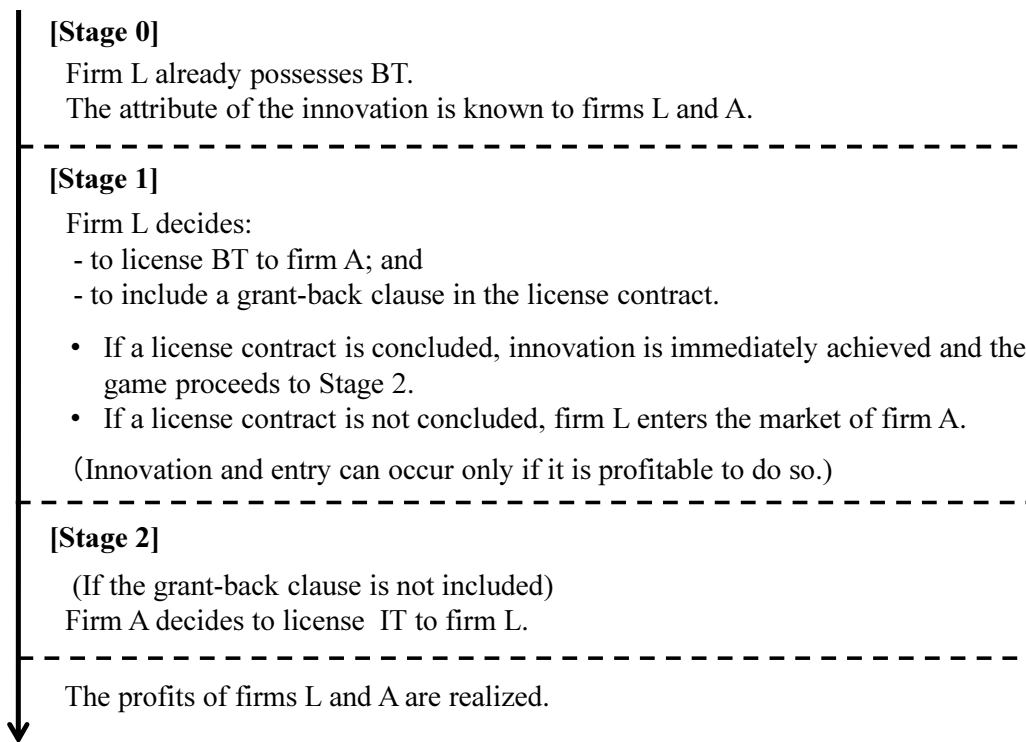 [Stage 0]
Firm L already possesses BT.
The attribute of the innovation is known to firms L and A.
[Stage 1]
Firm L decides:
- to license BT to firm A; and
- to include a grant-back clause in the license contract.
• If a license contract is concluded, innovation is immediately achieved and the
game proceeds to Stage 2.
• If a license contract is not concluded, firm L enters the market of firm A.
(Innovation and entry can occur only if it is profitable to do so.)
[Stage 2]
(If the grant-back clause is not included)
Firm A decides to license IT to firm L.
The profits of firms L and A are realized.